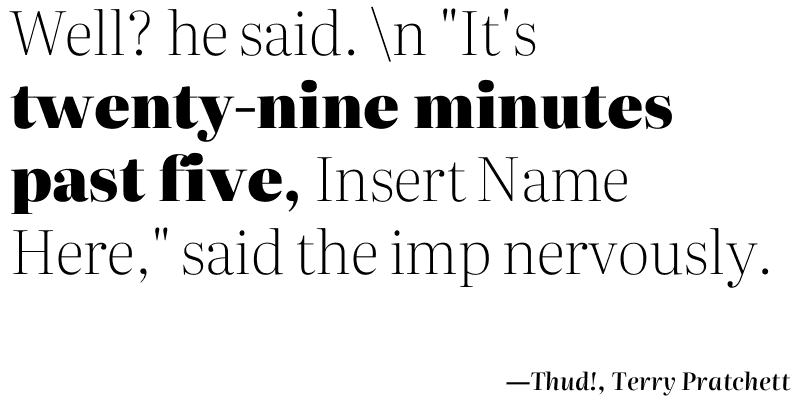 Well? he said. \n "It's
twenty-nine minutes
past five, Insert Name
Here," said the imp nervously.
—Thud!, Terry Pratchett